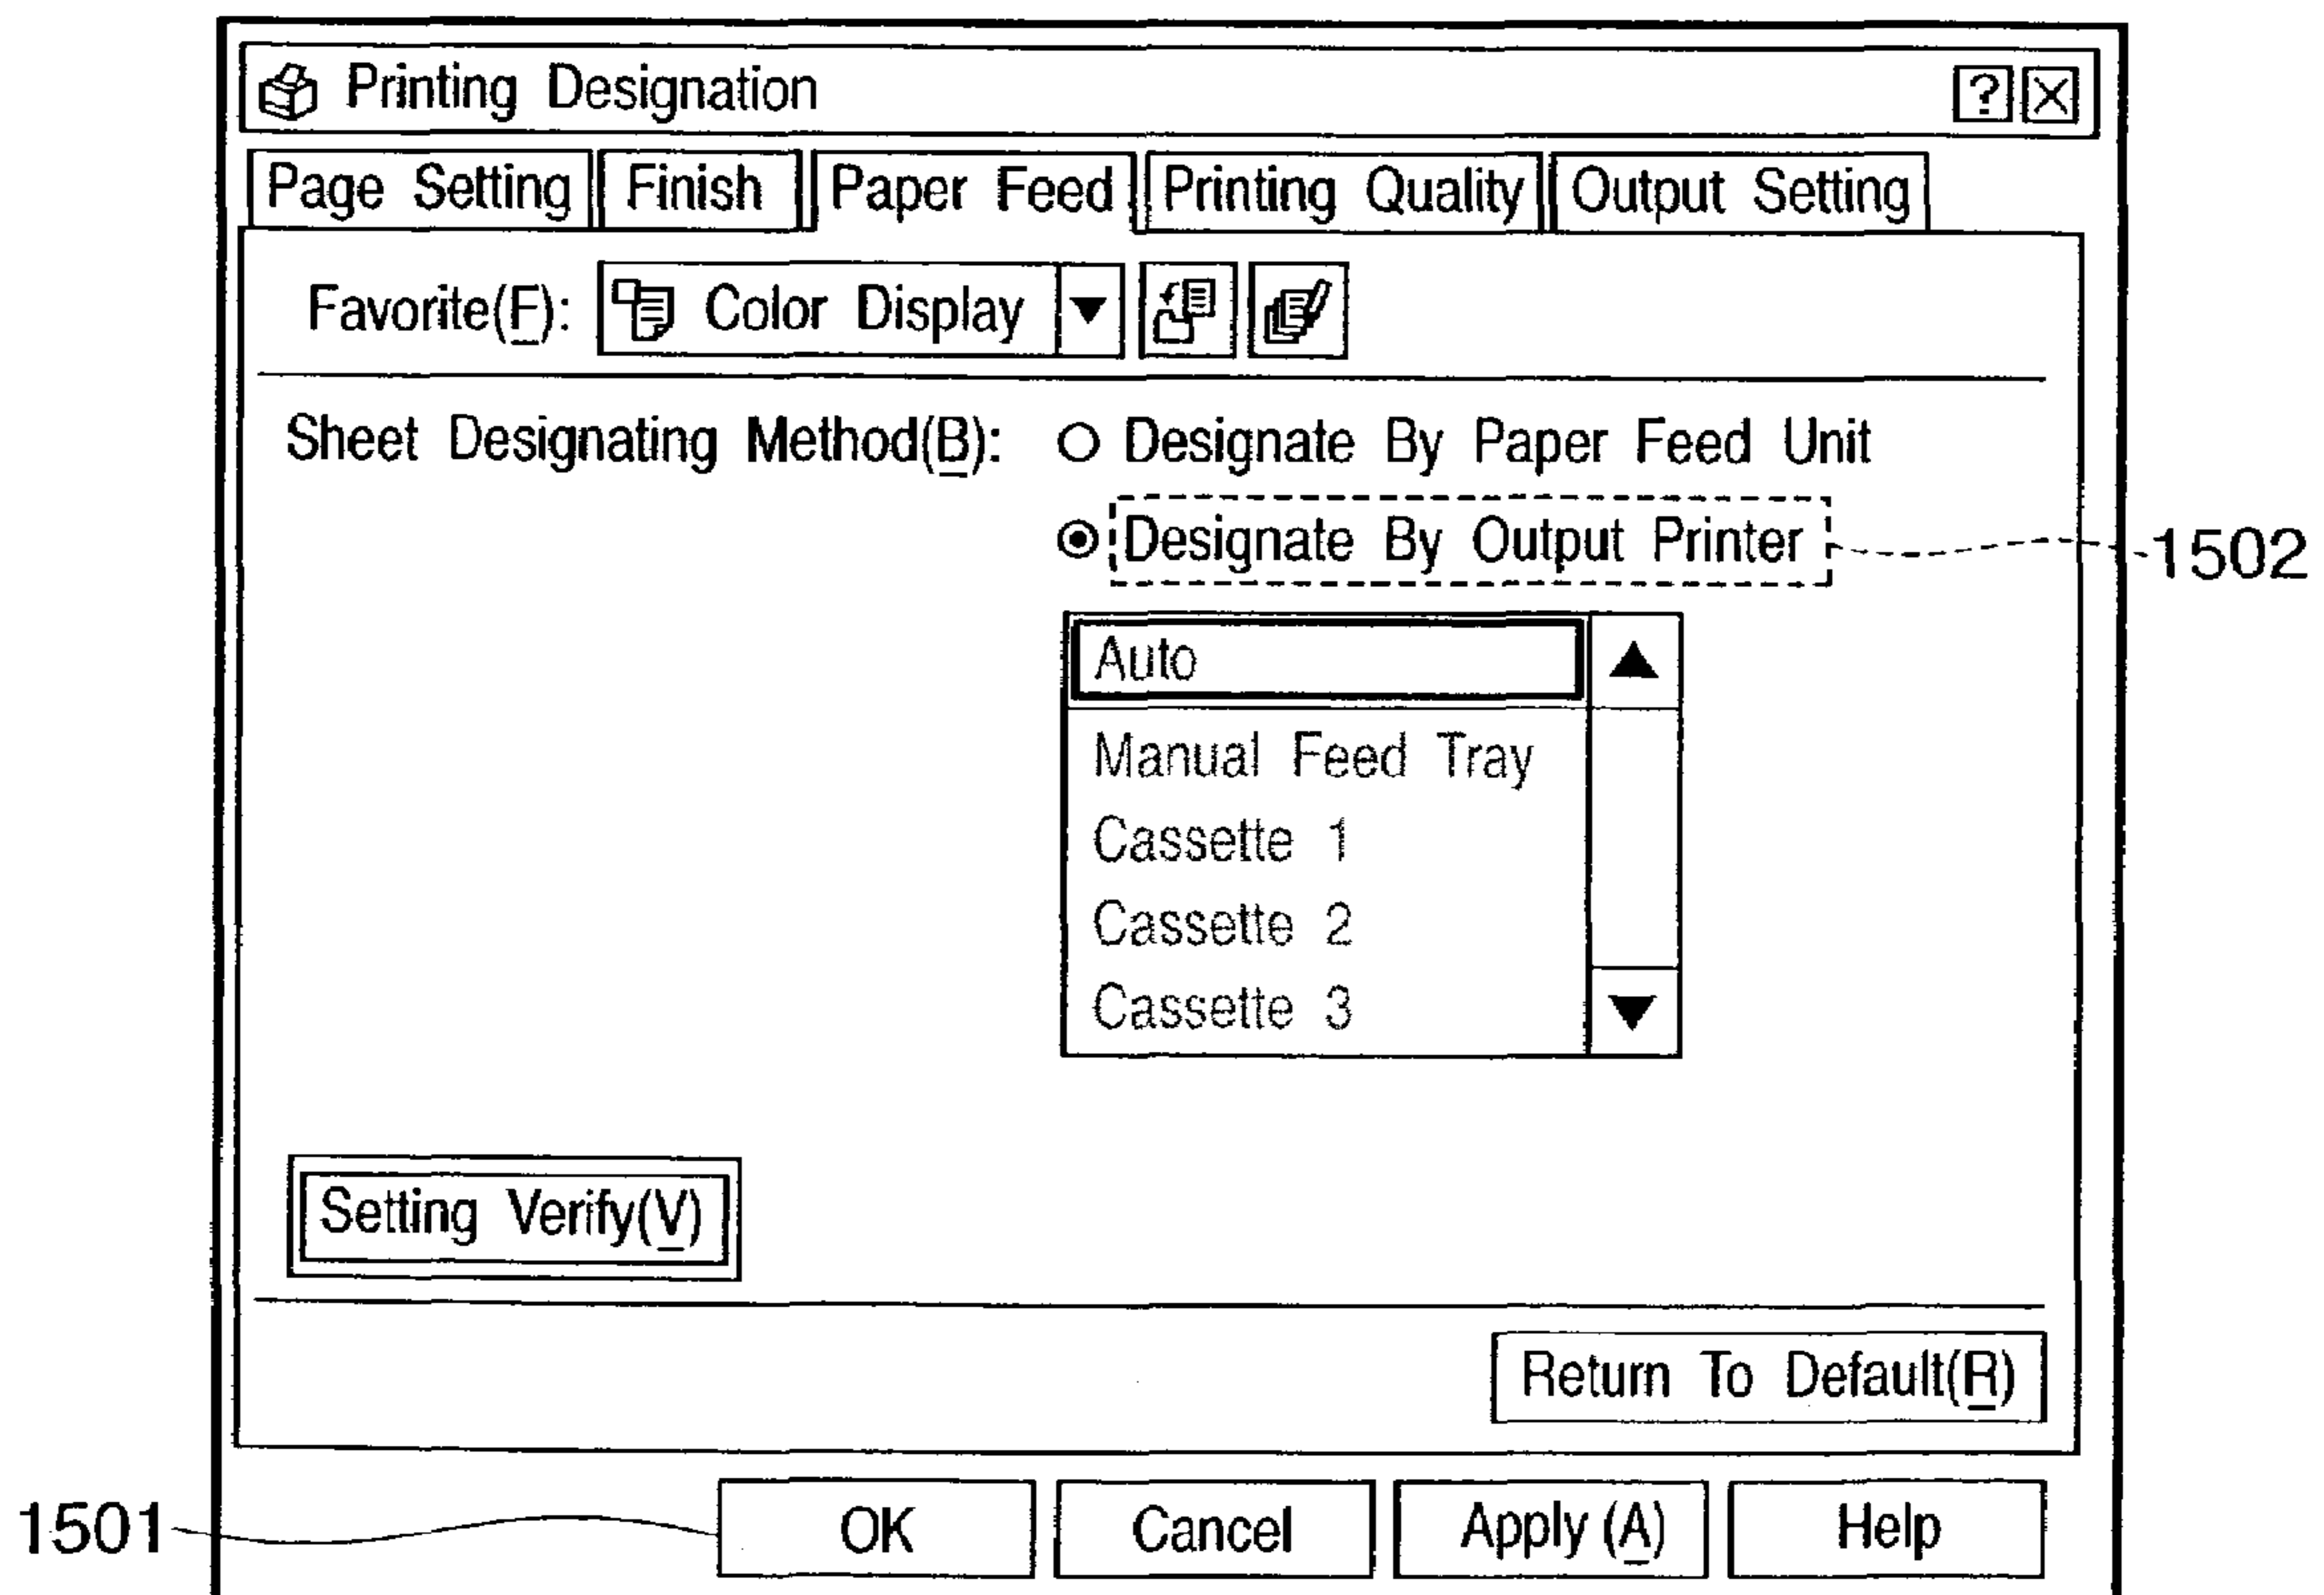 Printing Designation ?
Page Setting Finish Paper Feed Printing Quality Output Setting
Favorite(F): Color Display
Sheet Designating Method(B): Designate By Paper Feed Unit
Designate By Output Printer 1502
Auto
Manual Feed Tray
Cassette 1
Cassette 2
Cassette 3
Setting Verify(V)
Return To Default(R)
1501 OK Cancel Apply (A) Help